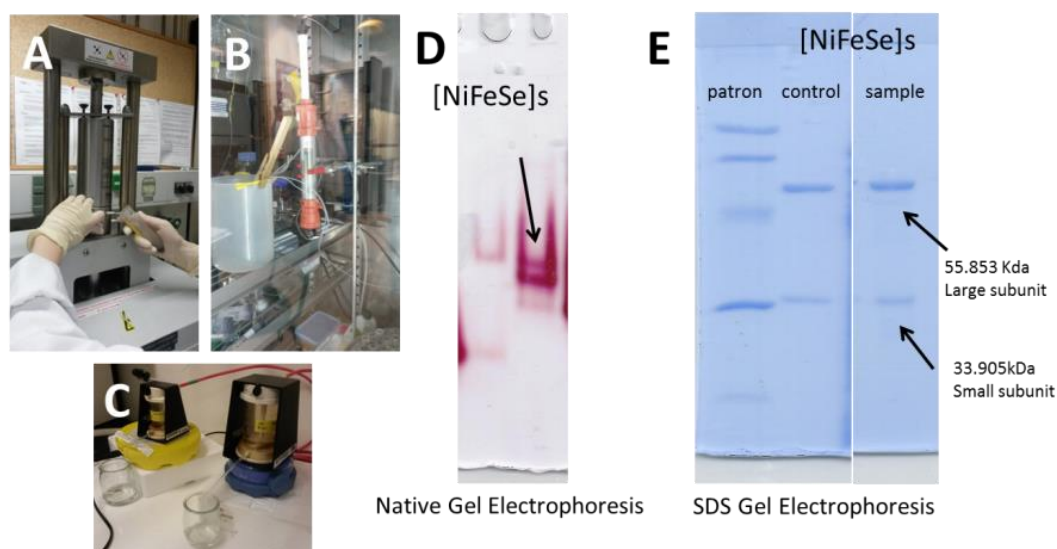 A
B
C
D
[NiFeSe]s
Native Gel Electrophoresis
E
[NiFeSe]s
patron control sample
55.853 Kda
Large subunit
33.905kDa
Small subunit
SDS Gel Electrophoresis